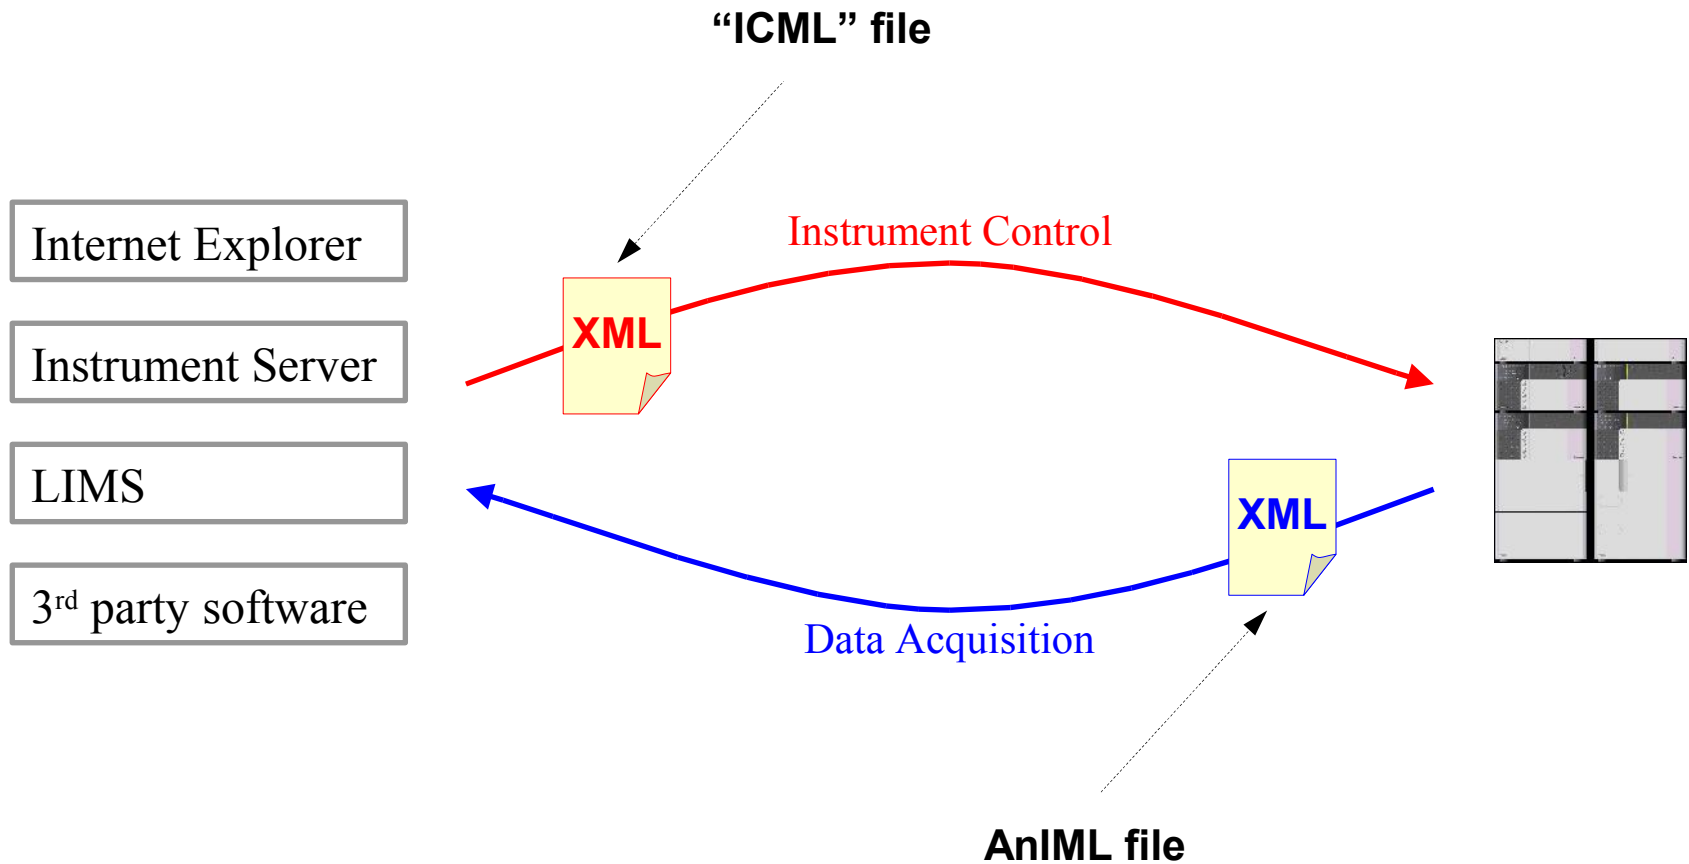 “ICML” file
Instrument Control
Internet Explorer
XML
Instrument Server
LIMS
XML
3rd party software
Data Acquisition
AnIML file